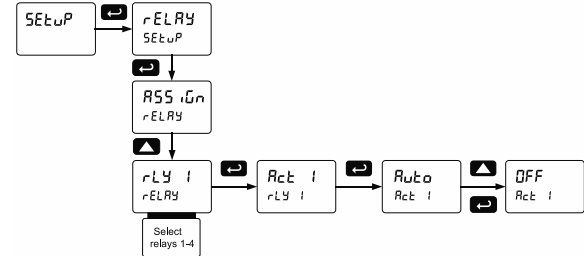 SEtuP
rELAY
SEtuP
ASSiGn
rELAY
rLY 1
rELAY
Act 1
rLY 1
Auto
Act 1
OFF
Act 1
Select
relays 1-4